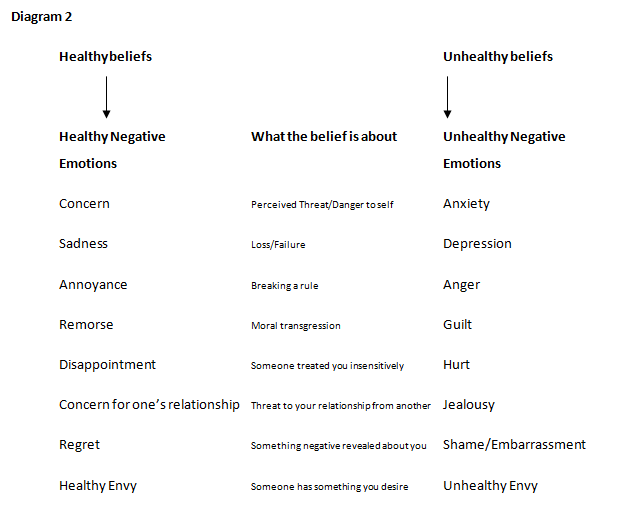 Diagram 2
Healthy beliefs Unhealthy beliefs
Healthy Negative What the belief is about Unhealthy Negative
Emotions Emotions
Concern Perceived Threat/Danger to self Anxiety
Sadness Loss/Failure Depression
Annoyance Breaking a rule Anger
Remorse Moral transgression Guilt
Disappointment Someone treated you insensitively Hurt
Concern for one's relationship Threat to your relationship from another Jealousy
Regret Something negative revealed about you Shame/Embarrassment
Healthy Envy Someone has something you desire Unhealthy Envy